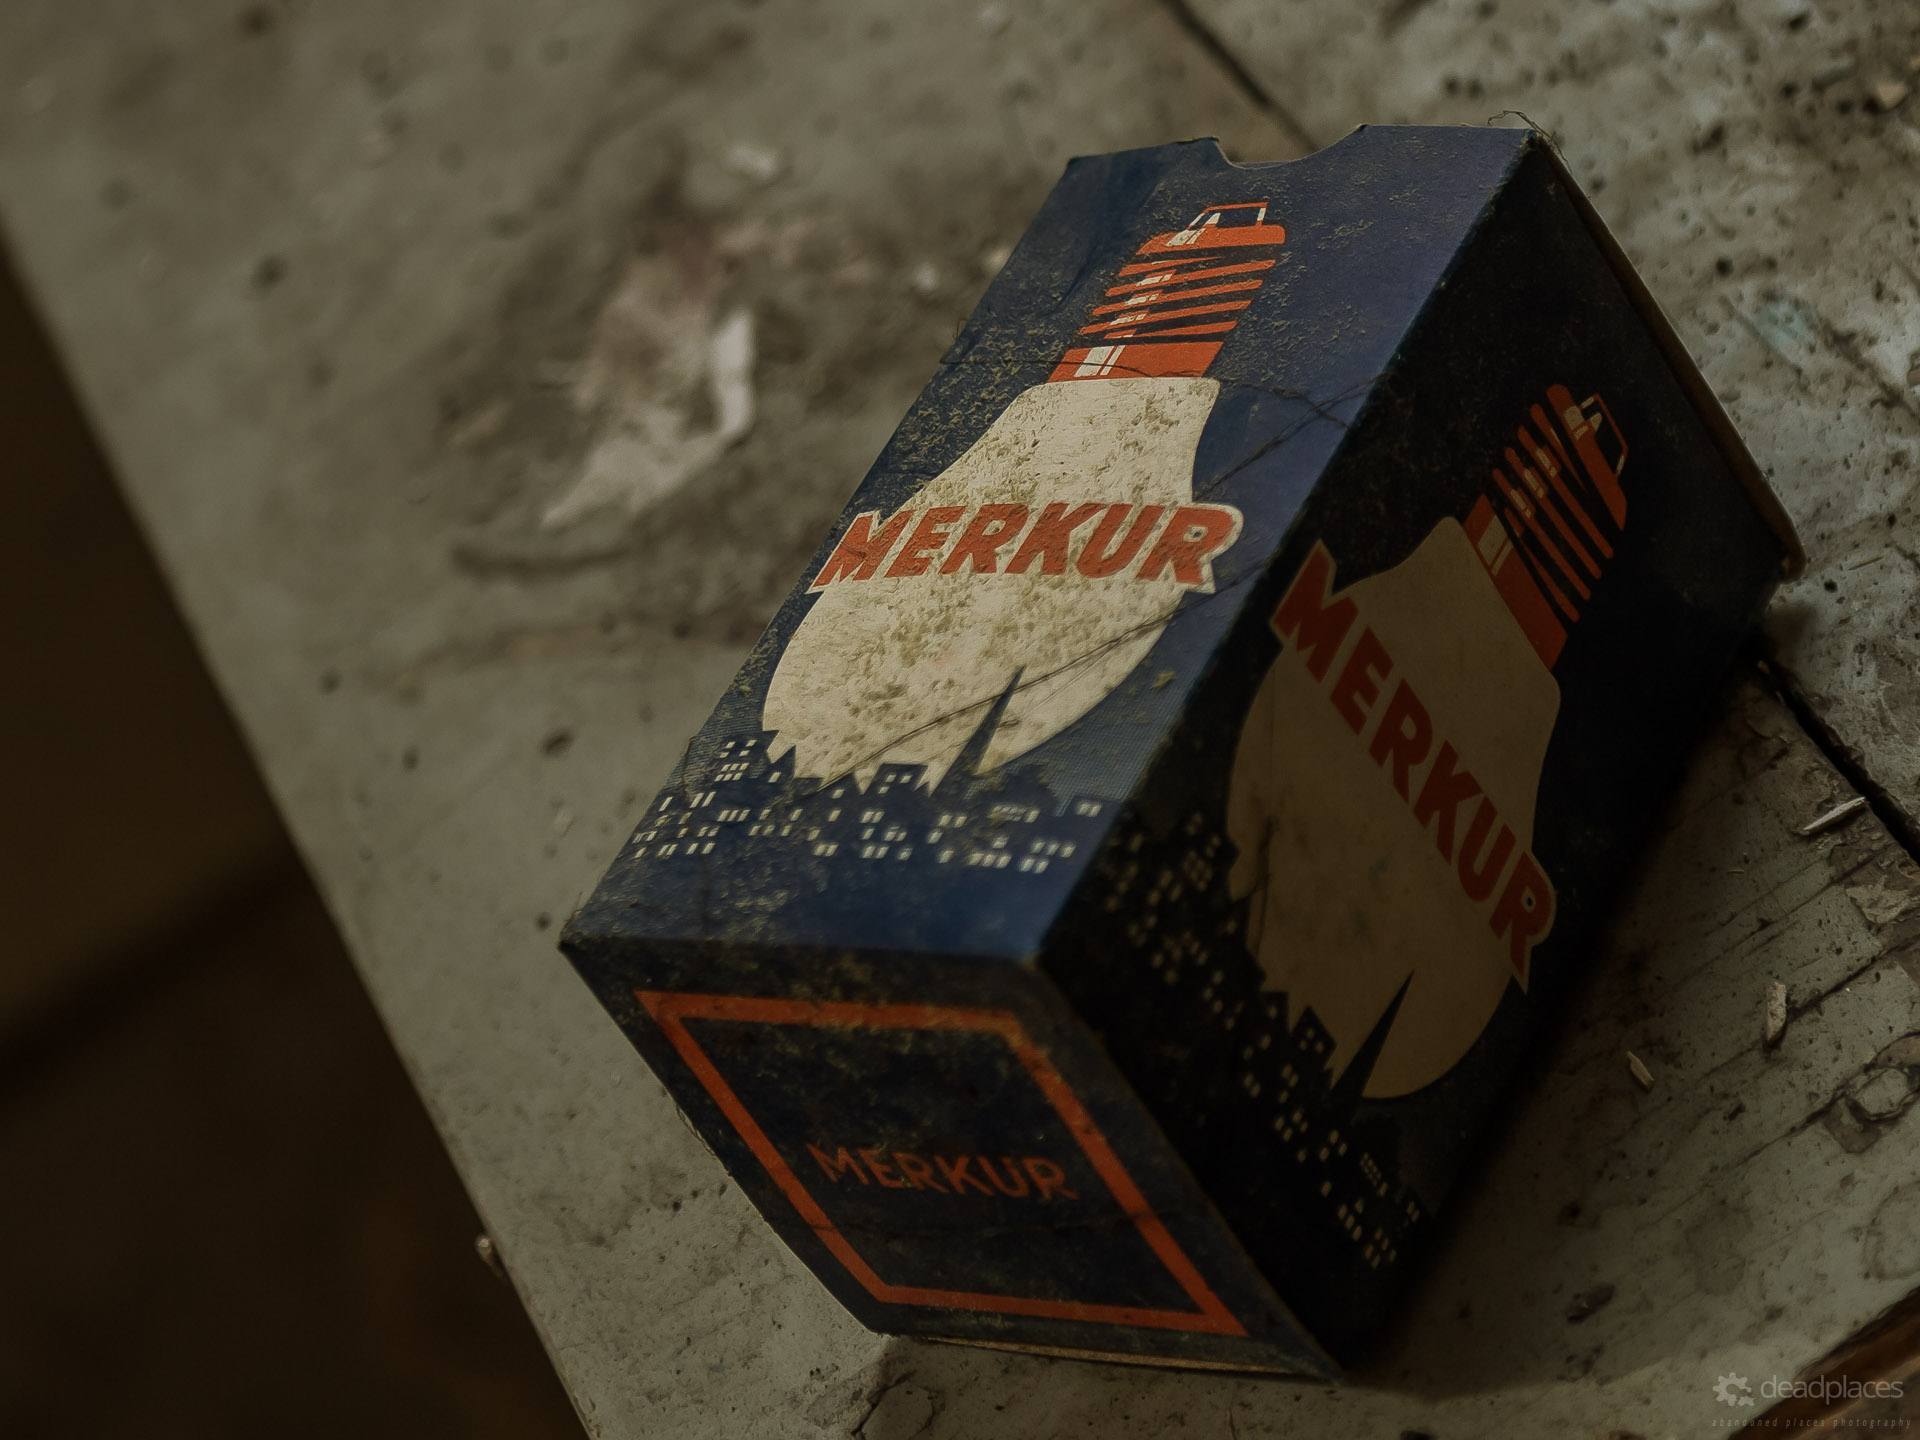 MERKUR
MERKUR
MERKUR
deadplaces
abandoned places photography